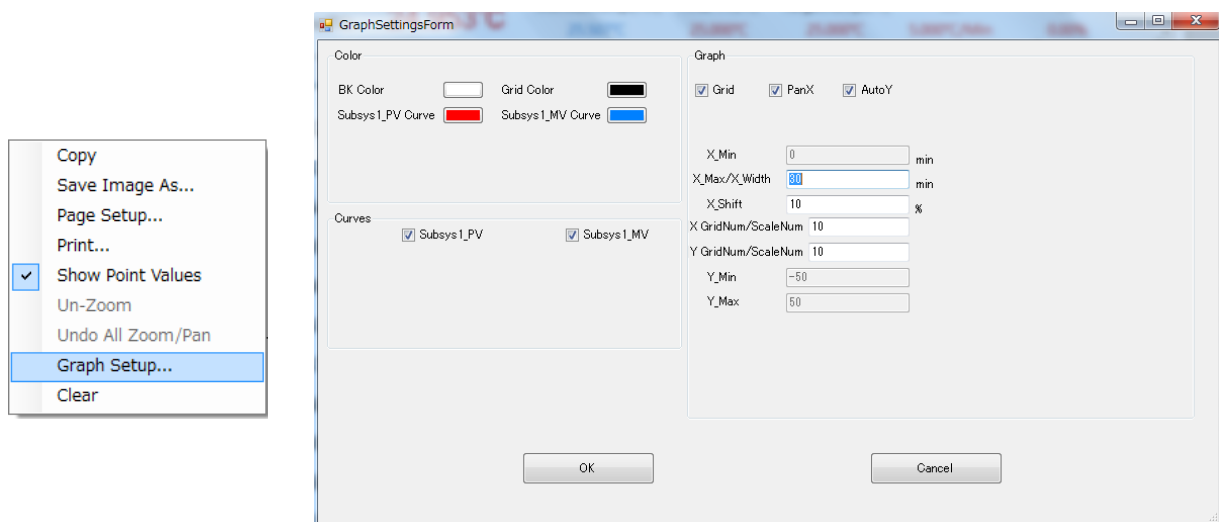 Copy
Save Image As...
Page Setup...
Print...
Show Point Values
Un-Zoom
Undo All Zoom/Pan
Graph Setup...
Clear
GraphSettingsForm
Color
BK Color
Grid Color
Subsys1_PV Curve
Subsys1_MV Curve
Curves
Subsys1_PV
Subsys1_MV
Graph
Grid
PanX
AutoY
X_Min 0 min
X_Max/X_Width 30 min
X_Shift 10 %
X GridNum/ScaleNum 10
Y GridNum/ScaleNum 10
Y_Min -50
Y_Max 50
OK
Cancel